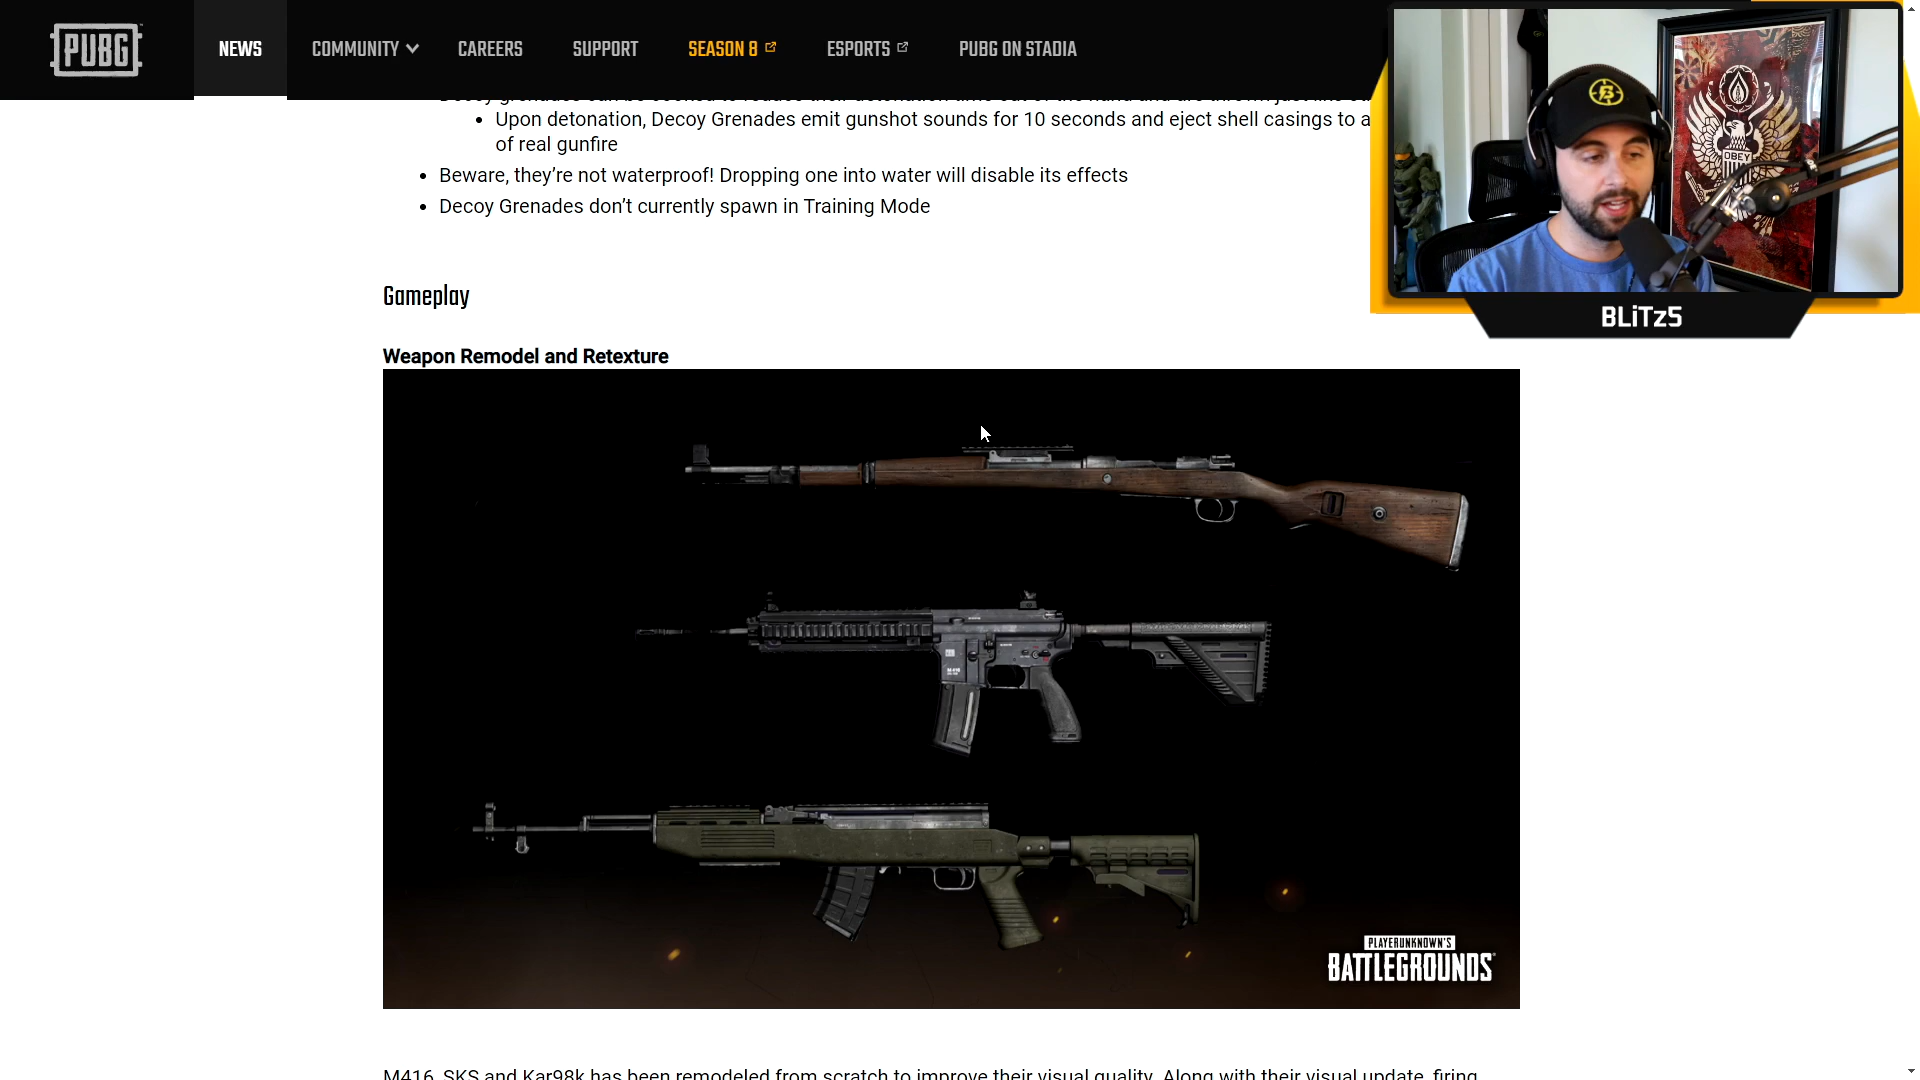 PUBG
NEWS
COMMUNITY
CAREERS
SUPPORT
SEASON 8
ESPORTS
PUBG ON STADIA
Upon detonation, Decoy Grenades emit gunshot sounds for 10 seconds and eject shell casings to a
of real gunfire
Beware, they’re not waterproof! Dropping one into water will disable its effects
Decoy Grenades don’t currently spawn in Training Mode
OBEY
BLiTz5
Gameplay
Weapon Remodel and Retexture
PLAYERUNKNOWN'S
BATTLEGROUNDS
M416, SKS and Kar98k has been remodeled from scratch to improve their visual quality. Along with their visual update, firing